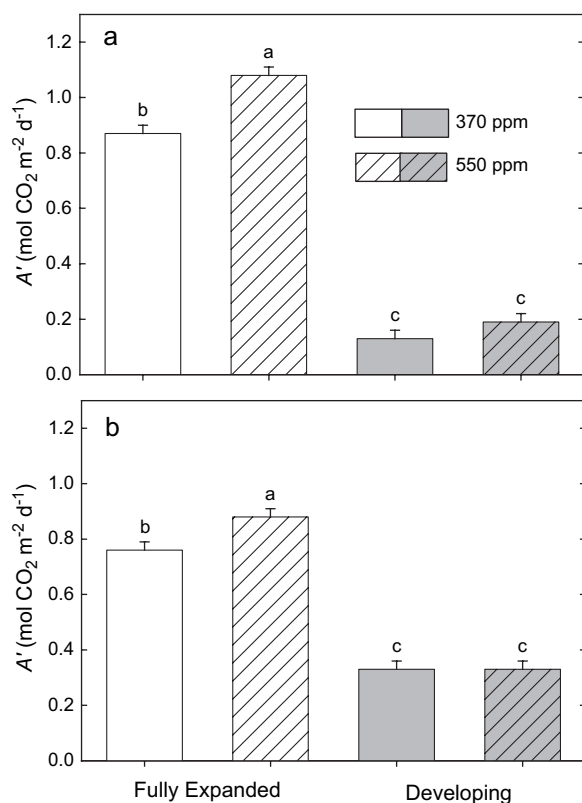 a
1.2
1.0
0.8
0.6
0.4
0.2
0.0
A' (mol CO₂ m⁻² d⁻¹)
b
a
c
c
370 ppm
550 ppm
b
1.2
1.0
0.8
0.6
0.4
0.2
0.0
A' (mol CO₂ m⁻² d⁻¹)
b
a
c
c
Fully Expanded Developing